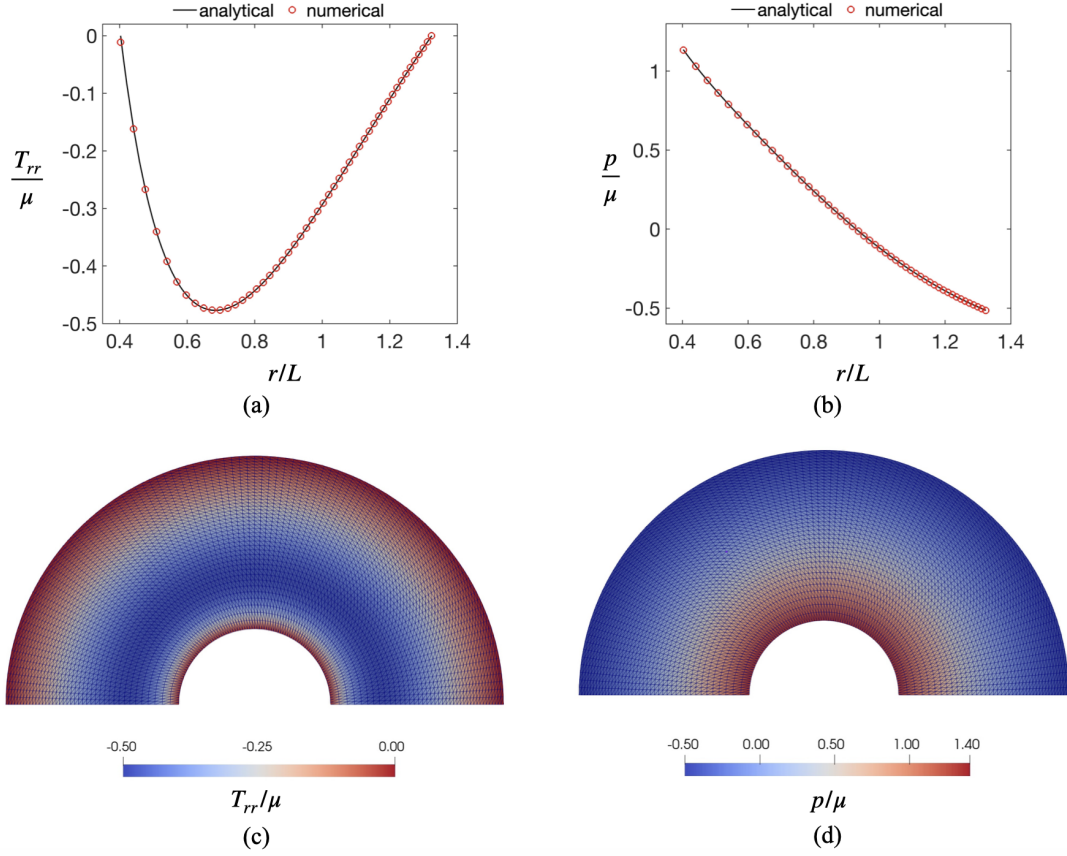 analytical numerical
0
-0.1
-0.2
-0.3
-0.4
-0.5
T_rr/μ
0.4 0.6 0.8 1 1.2 1.4
r/L
(a)
analytical numerical
1
0.5
0
-0.5
p/μ
0.4 0.6 0.8 1 1.2 1.4
r/L
(b)
-0.50 -0.25 0.00
T_rr/μ
(c)
-0.50 0.00 0.50 1.00 1.40
p/μ
(d)